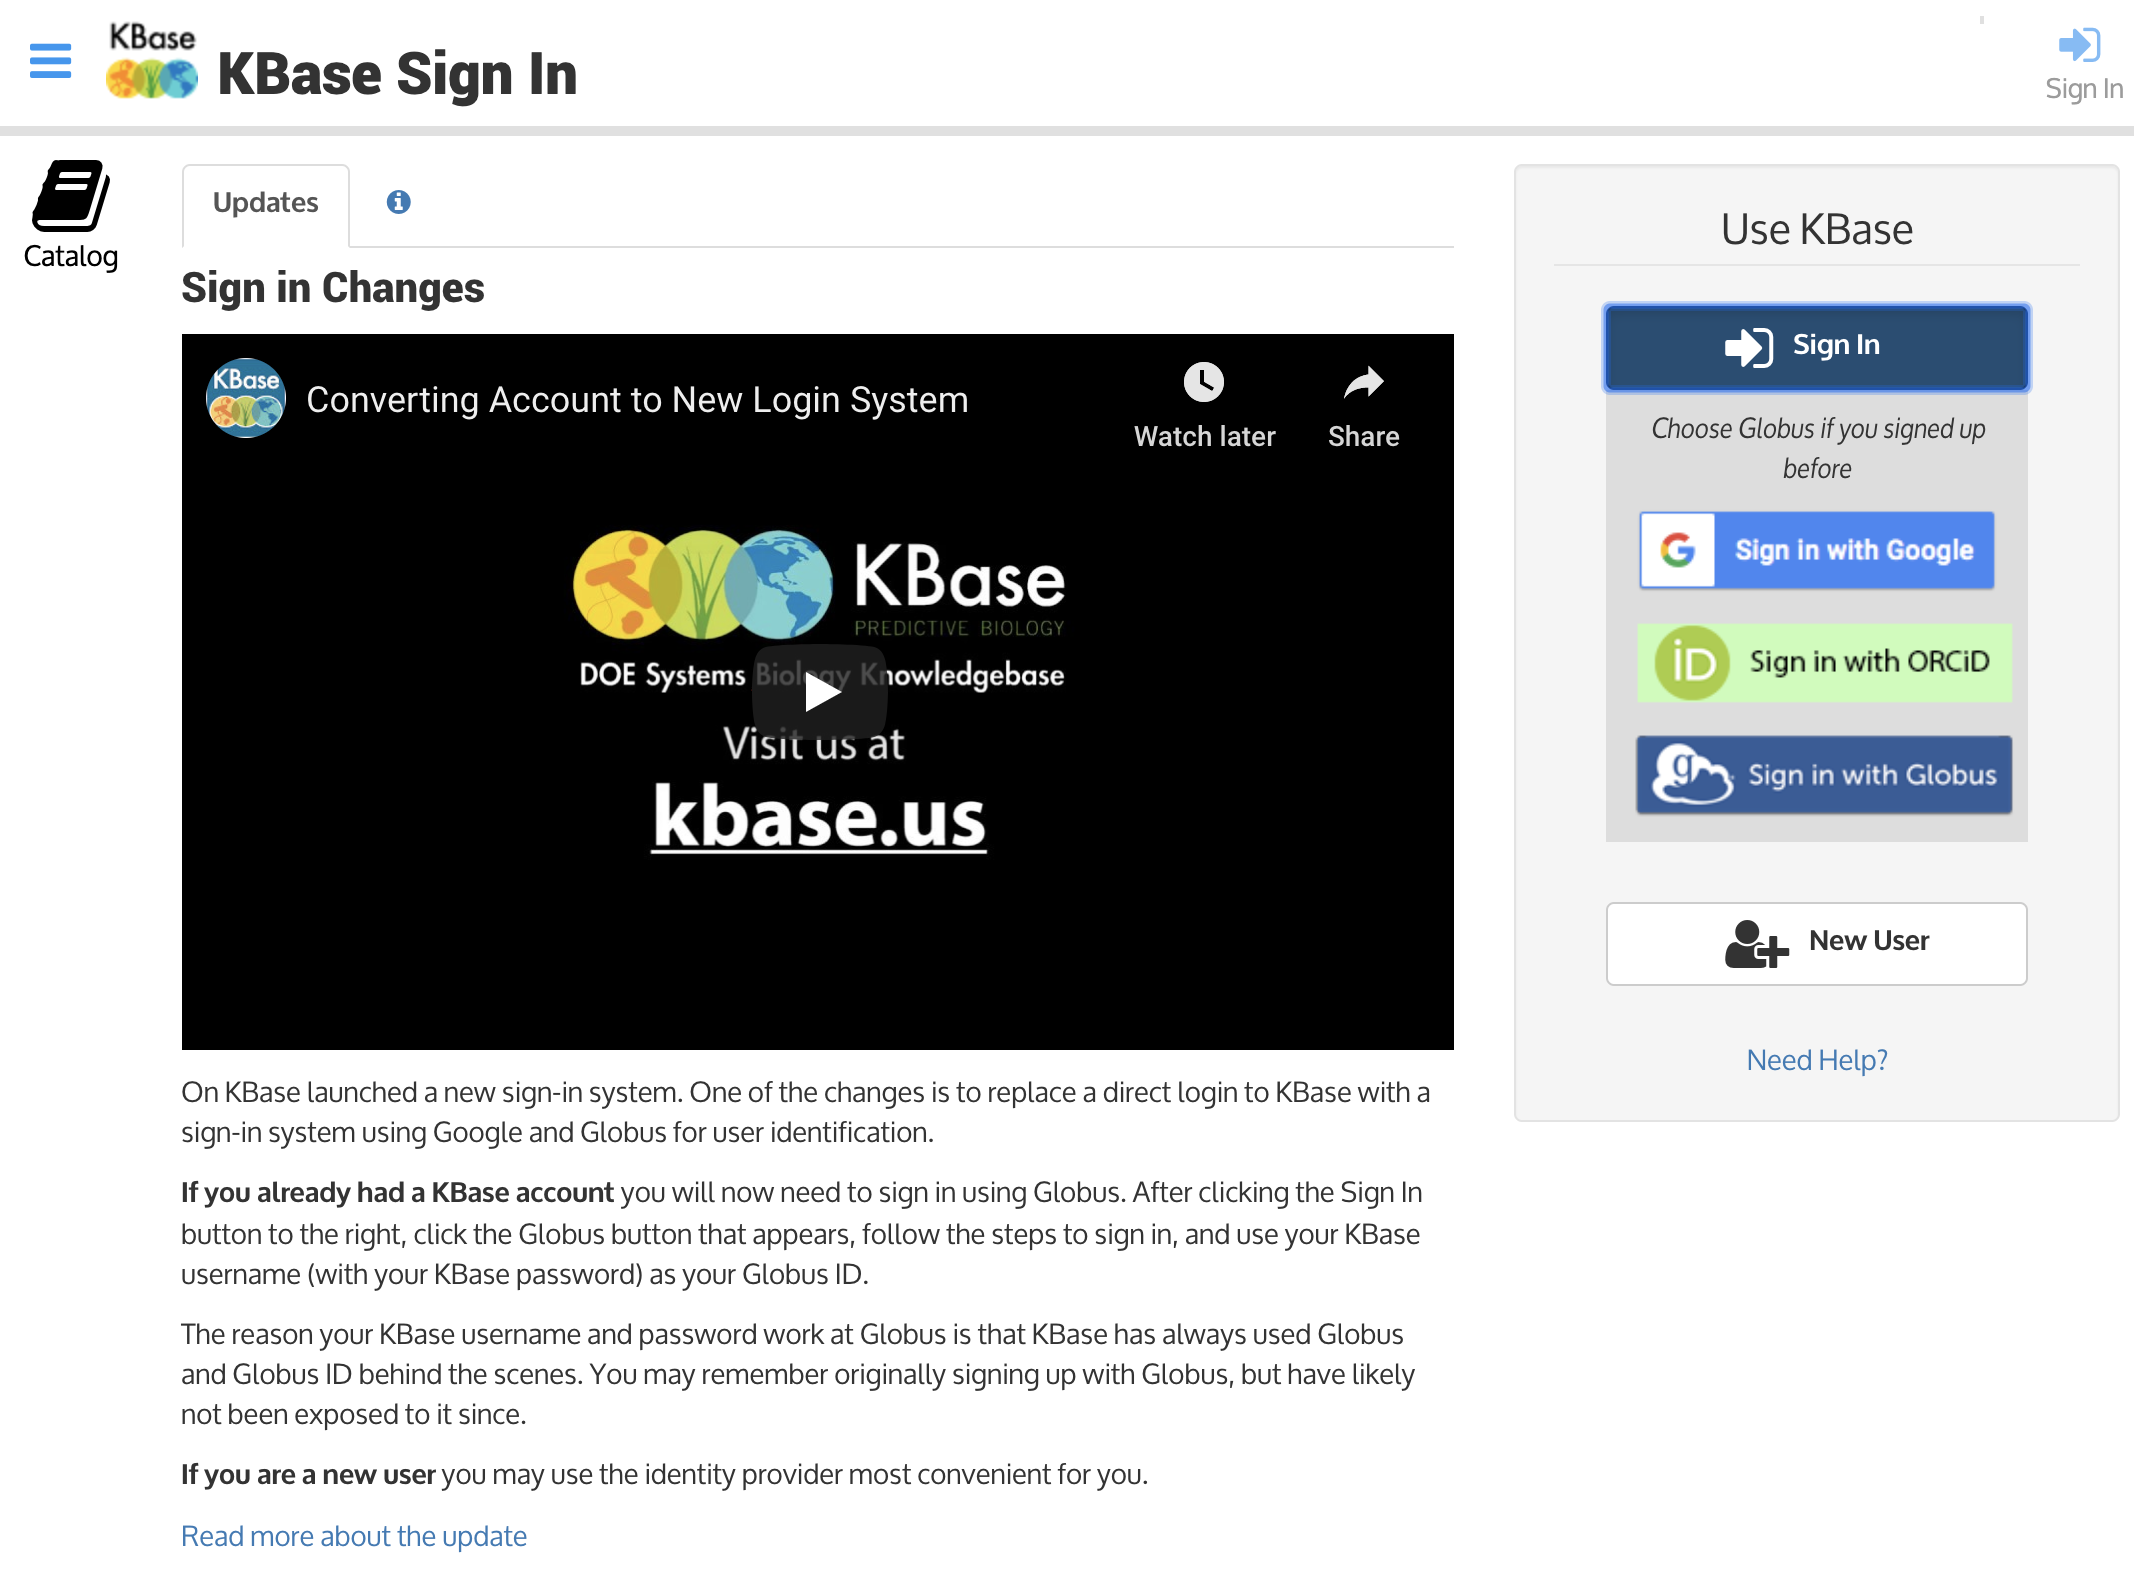 KBase
KBase Sign In
Sign In
Catalog
Updates
Sign in Changes
KBase
Converting Account to New Login System
Watch later
Share
KBase
PREDICTIVE BIOLOGY
DOE Systems Biology Knowledgebase
Visit us at
kbase.us
On KBase launched a new sign-in system. One of the changes is to replace a direct login to KBase with a
sign-in system using Google and Globus for user identification.
If you already had a KBase account you will now need to sign in using Globus. After clicking the Sign In
button to the right, click the Globus button that appears, follow the steps to sign in, and use your KBase
username (with your KBase password) as your Globus ID.
The reason your KBase username and password work at Globus is that KBase has always used Globus
and Globus ID behind the scenes. You may remember originally signing up with Globus, but have likely
not been exposed to it since.
If you are a new user you may use the identity provider most convenient for you.
Read more about the update
Use KBase
Sign In
Choose Globus if you signed up
before
G Sign in with Google
iD Sign in with ORCiD
g Sign in with Globus
New User
Need Help?